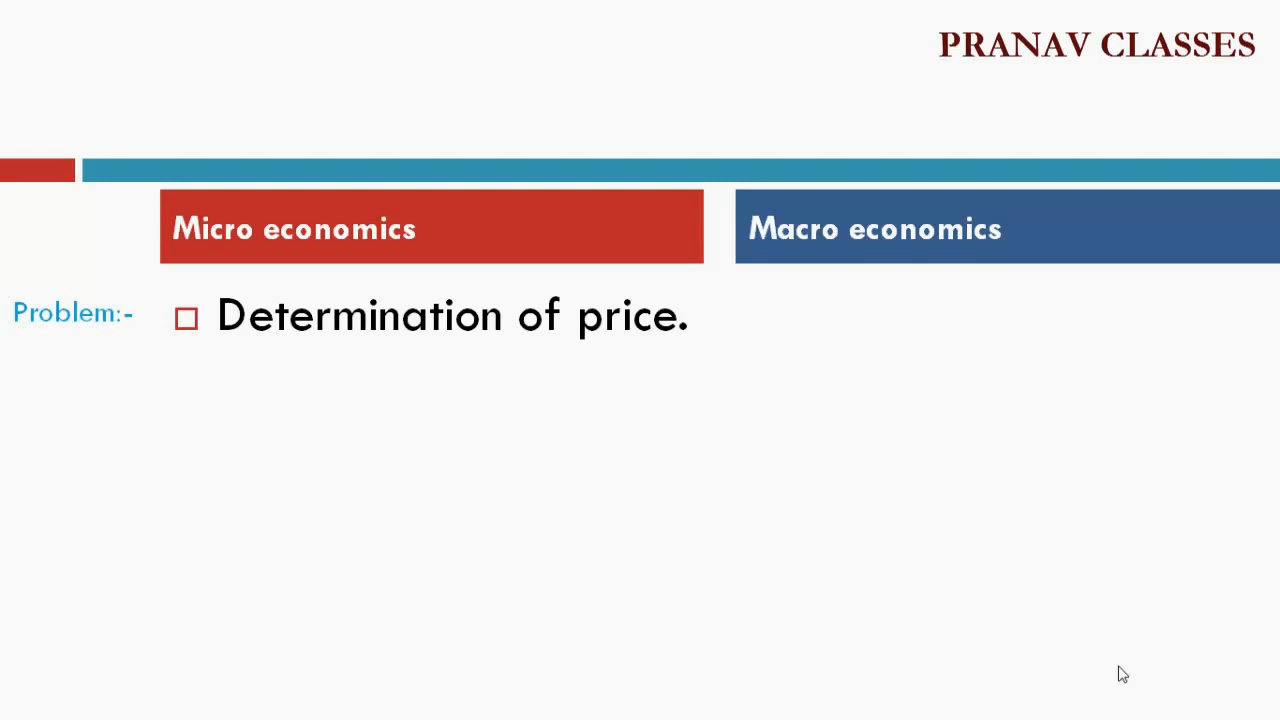 PRANAV CLASSES
Micro economics
Macro economics
Problem:-
Determination of price.